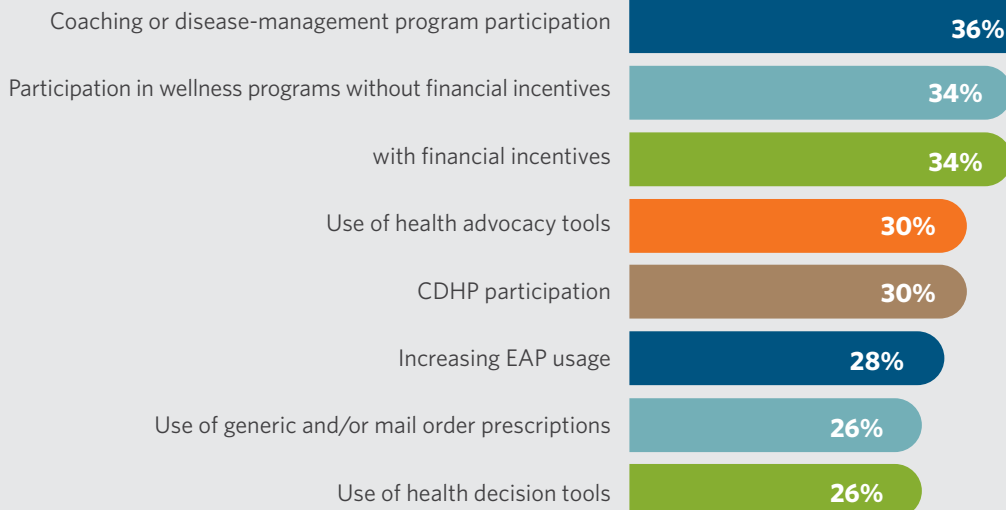 Coaching or disease-management program participation 36%
Participation in wellness programs without financial incentives 34%
with financial incentives 34%
Use of health advocacy tools 30%
CDHP participation 30%
Increasing EAP usage 28%
Use of generic and/or mail order prescriptions 26%
Use of health decision tools 26%